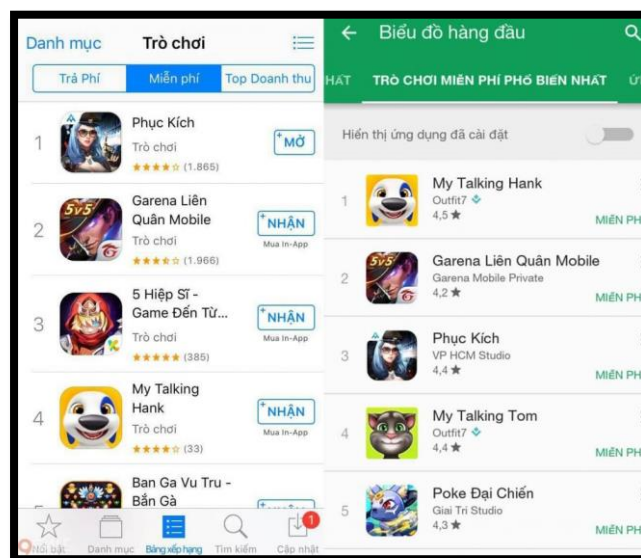 Danh mục
Trò chơi
Trả Phí
Miễn phí
Top Doanh thu
1
Phục Kích
Trò chơi
(1.865)
+MỞ
2
5v5
Garena Liên
Quân Mobile
Trò chơi
(1.966)
+NHẬN
Mua In-App
3
5 Hiệp Sĩ -
Game Đến Từ...
Trò chơi
(385)
+NHẬN
Mua In-App
4
My Talking
Hank
Trò chơi
(33)
+NHẬN
Mua In-App
Ban Ga Vu Tru -
Bắn Gà
Nổi bật
Danh mục
Bảng xếp hạng
Tìm kiếm
1
Cập nhật
Biểu đồ hàng đầu
HẤT
TRÒ CHƠI MIỄN PHÍ PHỔ BIẾN NHẤT
Hiển thị ứng dụng đã cài đặt
1
My Talking Hank
Outfit7
4,5 ★
MIỄN PH
2
5v5
Garena Liên Quân Mobile
Garena Mobile Private
4,2 ★
MIỄN PH
3
Phục Kích
VP HCM Studio
4,4 ★
MIỄN PH
4
My Talking Tom
Outfit7
4,4 ★
MIỄN PH
5
Poke Đại Chiến
Giai Tri Studio
4,3 ★
MIỄN PH